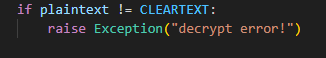 if plaintext != CLEARTEXT:
    raise Exception("decrypt error!")